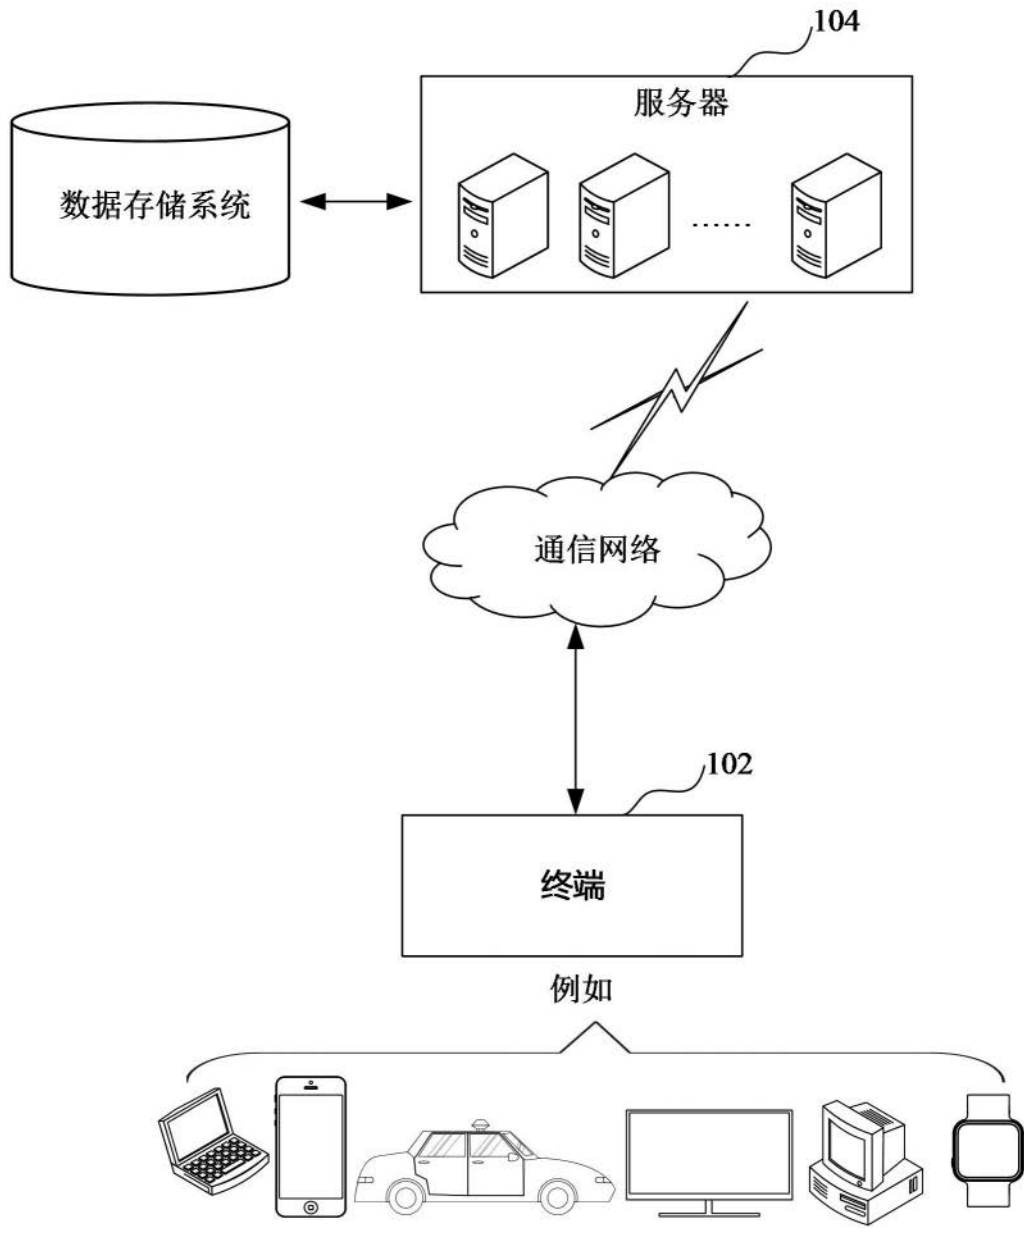 104
服务器
数据存储系统
......
通信网络
102
终端
例如